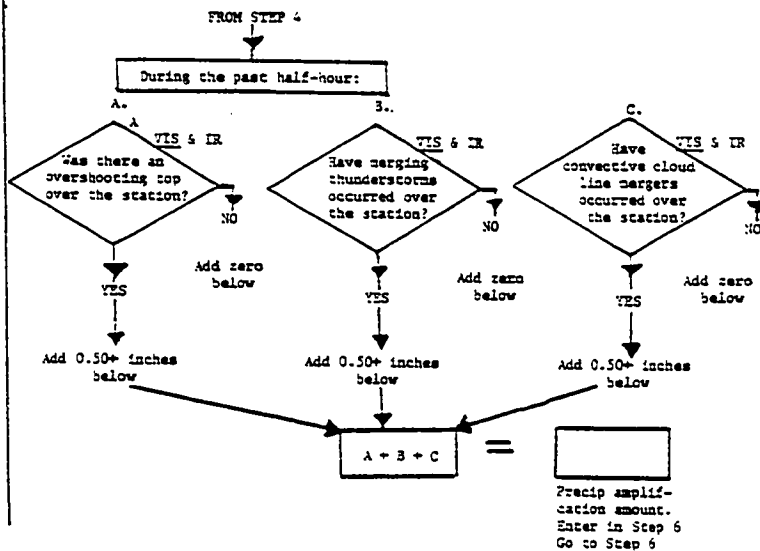 FROM STEP 4
During the past half-hour:
A.
A
VIS & IR
Was there an
overshooting top
over the station?
NO
Add zero
below
YES
Add 0.50+ inches
below
B.
VIS & IR
Have merging
thunderstorms
occurred over
the station?
NO
Add zero
below
YES
Add 0.50+ inches
below
C.
VIS & IR
Have
convective cloud
line mergers
occurred over
the station?
NO
Add zero
below
YES
Add 0.50+ inches
below
A + B + C
=
Precip amplif-
cation amount.
Enter in Step 6
Go to Step 6